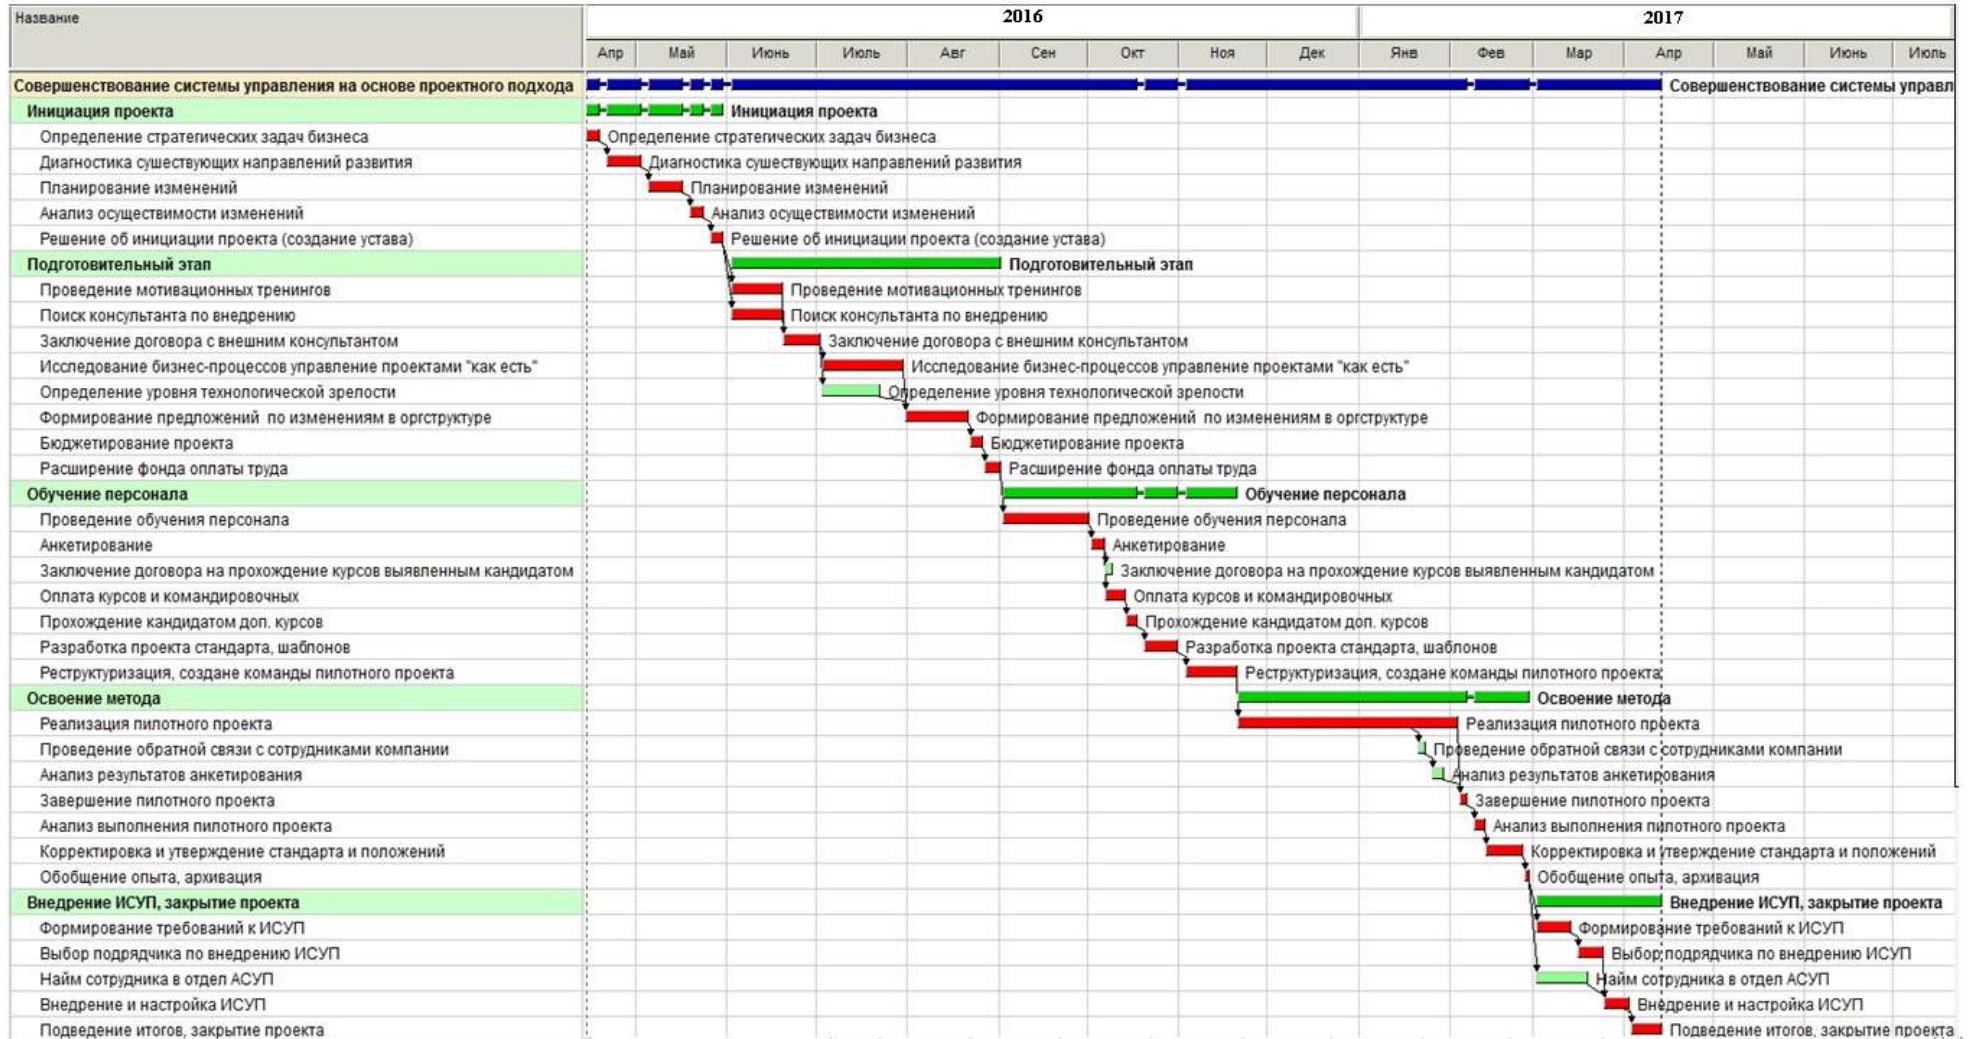 Название
2016
2017
Апр Май Июнь Июль Авг Сен Окт Ноя Дек Янв Фев Мар Апр Май Июнь Июль
Совершенствование системы управления на основе проектного подхода Совершенствование системы управл
Инициация проекта Инициация проекта
Определение стратегических задач бизнеса Определение стратегических задач бизнеса
Диагностика сушествующих направлений развития Диагностика сушествующих направлений развития
Планирование изменений Планирование изменений
Анализ осуществимости изменений Анализ осуществимости изменений
Решение об инициации проекта (создание устава) Решение об инициации проекта (создание устава)
Подготовительный этап Подготовительный этап
Проведение мотивационных тренингов Проведение мотивационных тренингов
Поиск консультанта по внедрению Поиск консультанта по внедрению
Заключение договора с внешним консультантом Заключение договора с внешним консультантом
Исследование бизнес-процессов управление проектами "как есть" Исследование бизнес-процессов управление проектами "как есть"
Определение уровня технологической зрелости Определение уровня технологической зрелости
Формирование предложений по изменениям в оргструктуре Формирование предложений по изменениям в оргструктуре
Бюджетирование проекта Бюджетирование проекта
Расширение фонда оплаты труда Расширение фонда оплаты труда
Обучение персонала Обучение персонала
Проведение обучения персонала Проведение обучения персонала
Анкетирование Анкетирование
Заключение договора на прохождение курсов выявленным кандидатом Заключение договора на прохождение курсов выявленным кандидатом
Оплата курсов и командировочных Оплата курсов и командировочных
Прохождение кандидатом доп. курсов Прохождение кандидатом доп. курсов
Разработка проекта стандарта, шаблонов Разработка проекта стандарта, шаблонов
Реструктуризация, создане команды пилотного проекта Реструктуризация, создане команды пилотного проекта
Освоение метода Освоение метода
Реализация пилотного проекта Реализация пилотного проекта
Проведение обратной связи с сотрудниками компании Проведение обратной связи с сотрудниками компании
Анализ результатов анкетирования Анализ результатов анкетирования
Завершение пилотного проекта Завершение пилотного проекта
Анализ выполнения пилотного проекта Анализ выполнения пилотного проекта
Корректировка и утверждение стандарта и положений Корректировка и утверждение стандарта и положений
Обобщение опыта, архивация Обобщение опыта, архивация
Внедрение ИСУП, закрытие проекта Внедрение ИСУП, закрытие проекта
Формирование требований к ИСУП Формирование требований к ИСУП
Выбор подрядчика по внедрению ИСУП Выбор подрядчика по внедрению ИСУП
Найм сотрудника в отдел АСУП Найм сотрудника в отдел АСУП
Внедрение и настройка ИСУП Внедрение и настройка ИСУП
Подведение итогов, закрытие проекта Подведение итогов, закрытие проекта